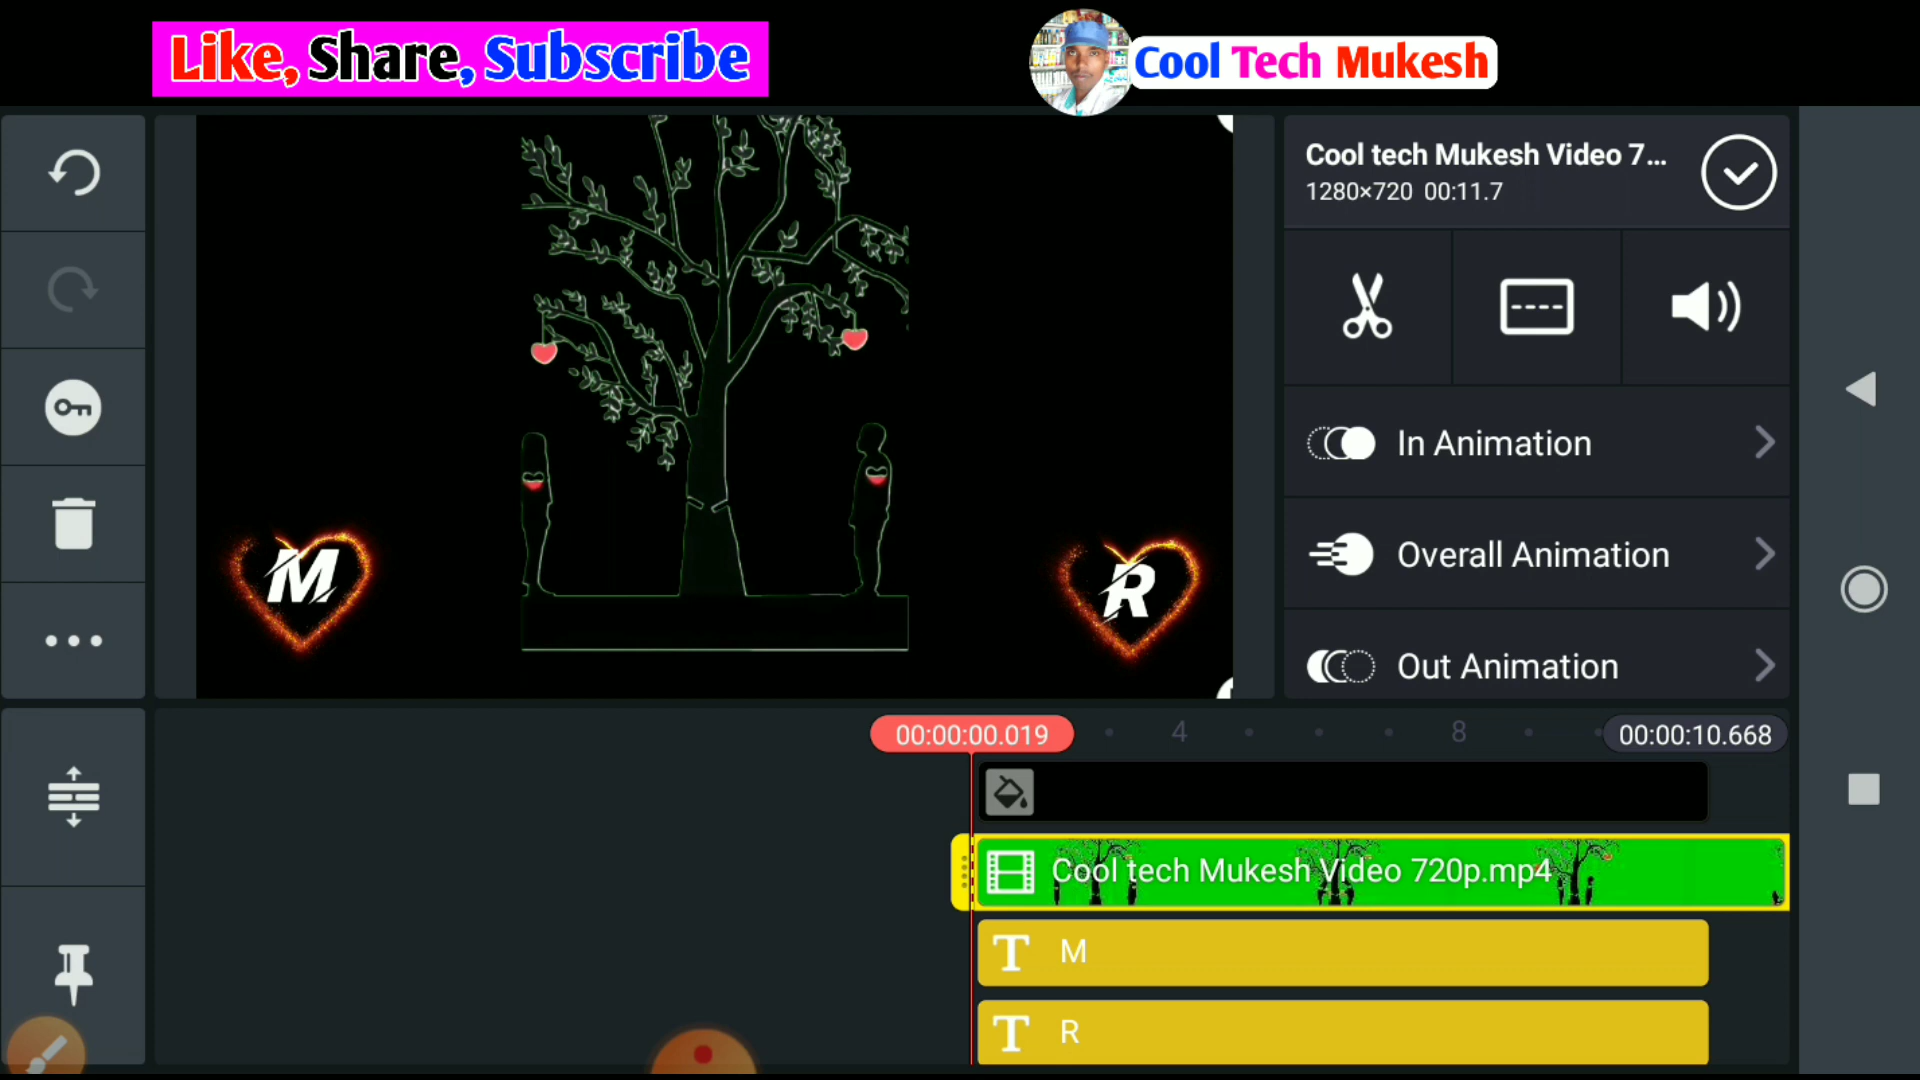 Like, Share, Subscribe
Cool Tech Mukesh
Cool tech Mukesh Video 7...
1280×720 00:11.7
In Animation
Overall Animation
Out Animation
M
R
00:00:00.019
4
8
00:00:10.668
Cool tech Mukesh Video 720p.mp4
T M
T R